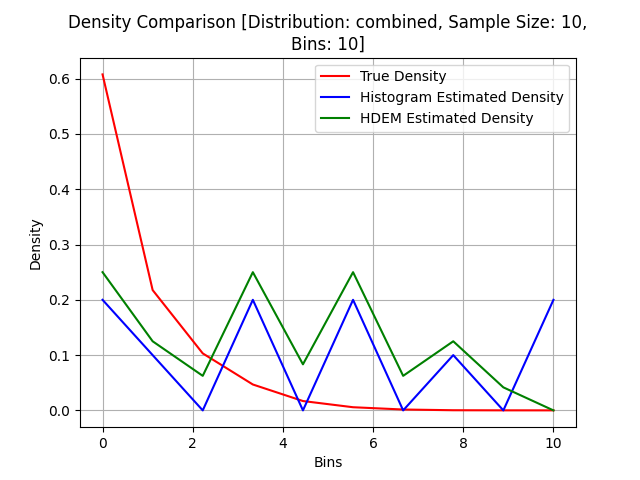 Density Comparison [Distribution: combined, Sample Size: 10,
Bins: 10]
True Density
Histogram Estimated Density
HDEM Estimated Density
Density
0.6
0.5
0.4
0.3
0.2
0.1
0.0
0 2 4 6 8 10
Bins